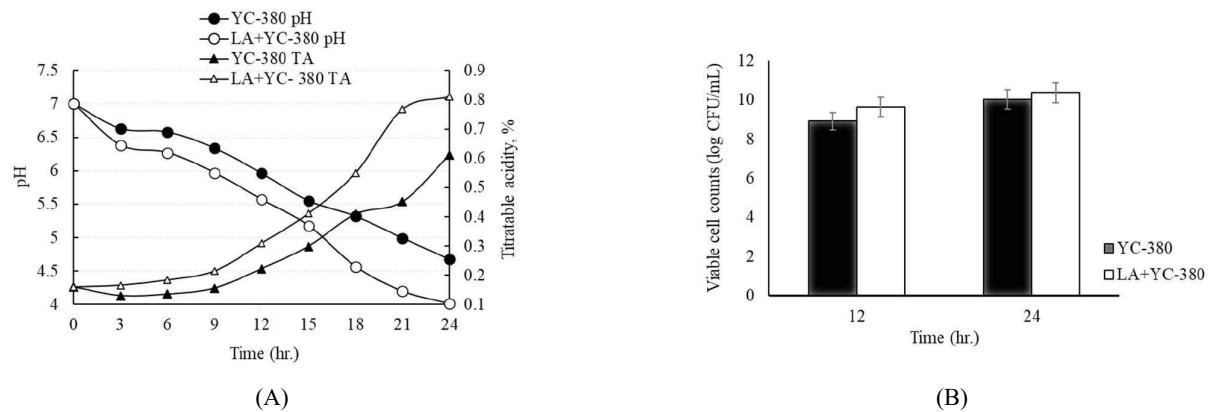 YC-380 pH
LA+YC-380 pH
YC-380 TA
LA+YC- 380 TA
7.5
7
6.5
6
5.5
5
4.5
4
pH
0.9
0.8
0.7
0.6
0.5
0.4
0.3
0.2
0.1
Titratable acidity, %
0 3 6 9 12 15 18 21 24
Time (hr.)
(A)
12
10
8
6
4
2
0
Viable cell counts (log CFU/mL)
YC-380
LA+YC-380
12 24
Time (hr.)
(B)